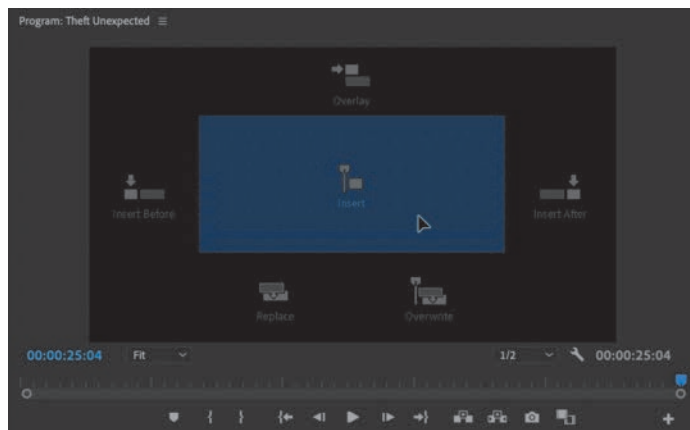 Program: Theft Unexpected
Overlay
Insert Before
Insert
Insert After
Replace
Overwrite
00:00:25:04
Fit
1/2
00:00:25:04